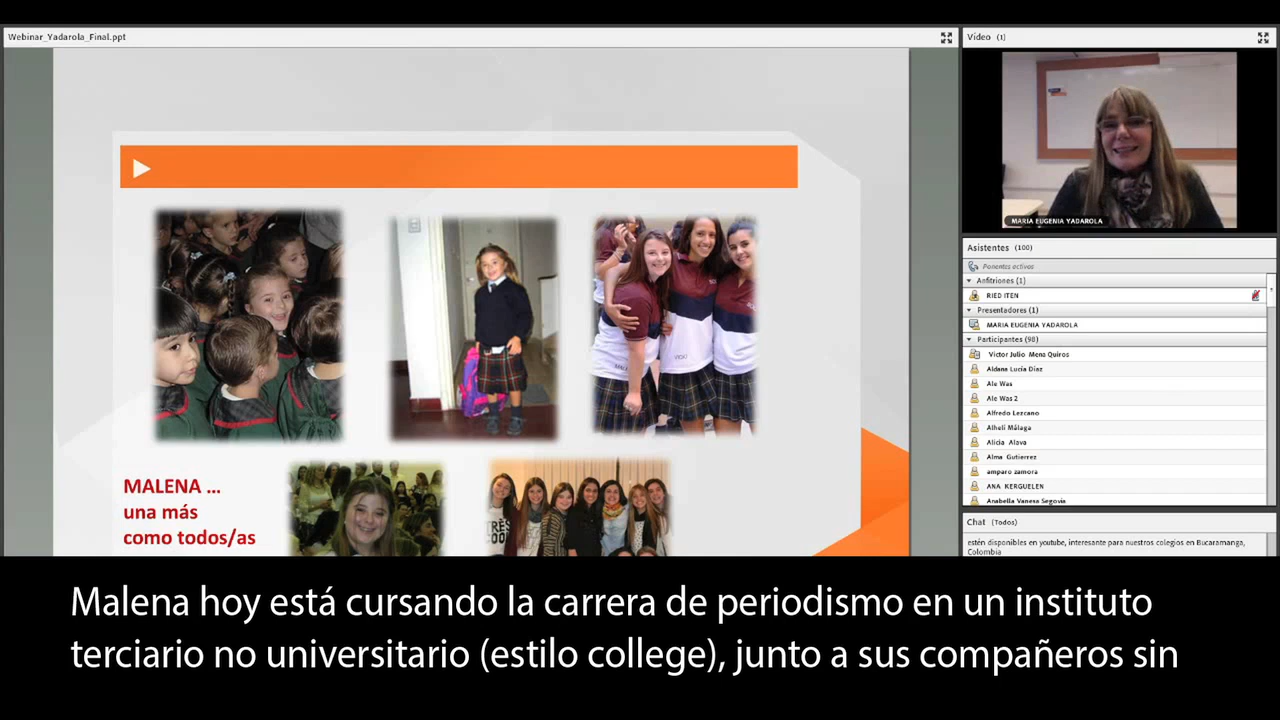 Webinar_Yadarola_Final.ppt
MALENA ...
una más
como todos/as
Vídeo (1)
MARIA EUGENIA YADAROLA
Asistentes (100)
Ponentes activos
Anfitriones (1)
RIED ITEN
Presentadores (1)
MARIA EUGENIA YADAROLA
Participantes (98)
Victor Julio Mena Quiros
Aldana Lucía Díaz
Ale Was
Ale Was 2
Alfredo Lezcano
Alhelí Málaga
Alicia Alava
Alma Gutierrez
amparo zamora
ANA KERGUELEN
Anabella Vanesa Segovia
Chat (Todos)
estén disponibles en youtube, interesante para nuestros colegios en Bucaramanga,
Colombia
Malena hoy está cursando la carrera de periodismo en un instituto
terciario no universitario (estilo college), junto a sus compañeros sin